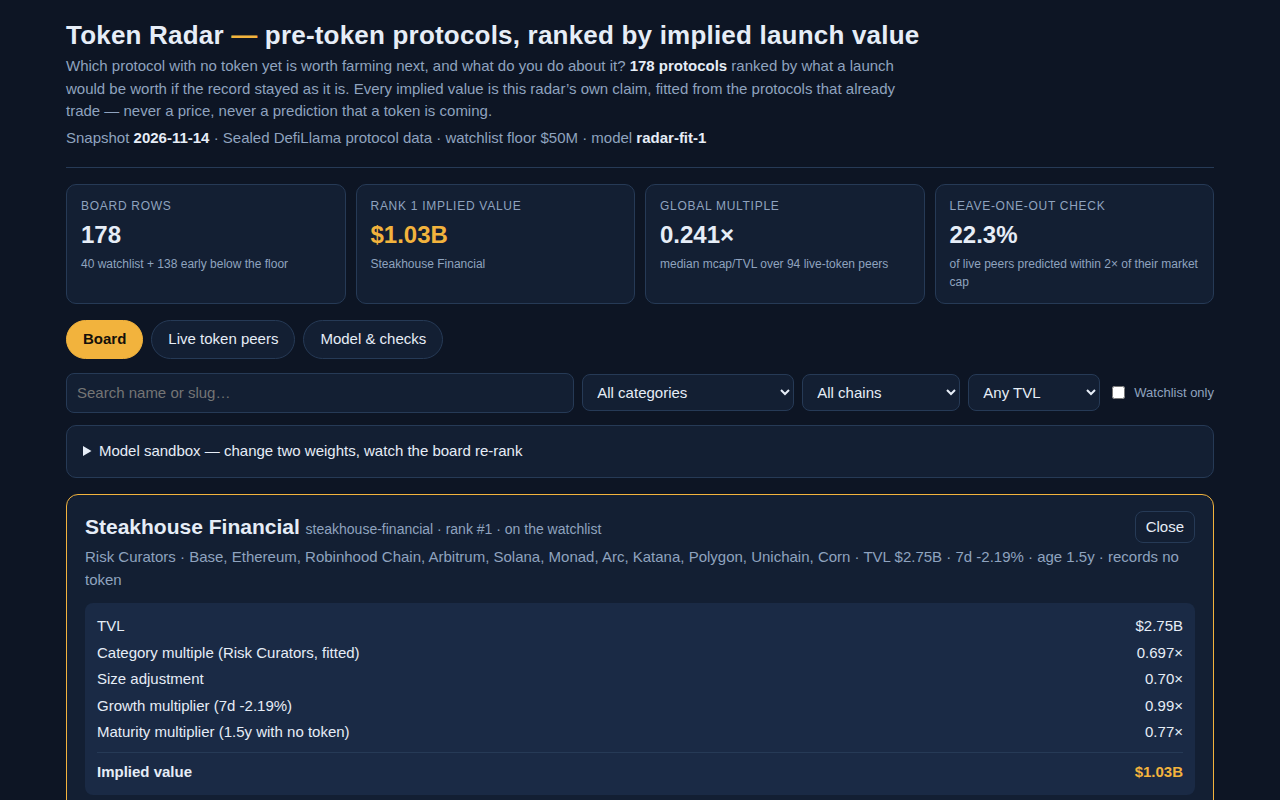 Token Radar — pre-token protocols, ranked by implied launch value
Which protocol with no token yet is worth farming next, and what do you do about it? 178 protocols ranked by what a launch
would be worth if the record stayed as it is. Every implied value is this radar’s own claim, fitted from the protocols that already
trade — never a price, never a prediction that a token is coming.
Snapshot 2026-11-14 · Sealed DefiLlama protocol data · watchlist floor $50M · model radar-fit-1
BOARD ROWS
178
40 watchlist + 138 early below the floor
RANK 1 IMPLIED VALUE
$1.03B
Steakhouse Financial
GLOBAL MULTIPLE
0.241×
median mcap/TVL over 94 live-token peers
LEAVE-ONE-OUT CHECK
22.3%
of live peers predicted within 2× of their market
cap
Board
Live token peers
Model & checks
Search name or slug…
All categories
All chains
Any TVL
Watchlist only
Model sandbox — change two weights, watch the board re-rank
Steakhouse Financial steakhouse-financial · rank #1 · on the watchlist
Close
Risk Curators · Base, Ethereum, Robinhood Chain, Arbitrum, Solana, Monad, Arc, Katana, Polygon, Unichain, Corn · TVL $2.75B · 7d -2.19% · age 1.5y · records no
token
TVL $2.75B
Category multiple (Risk Curators, fitted) 0.697×
Size adjustment 0.70×
Growth multiplier (7d -2.19%) 0.99×
Maturity multiplier (1.5y with no token) 0.77×
Implied value $1.03B